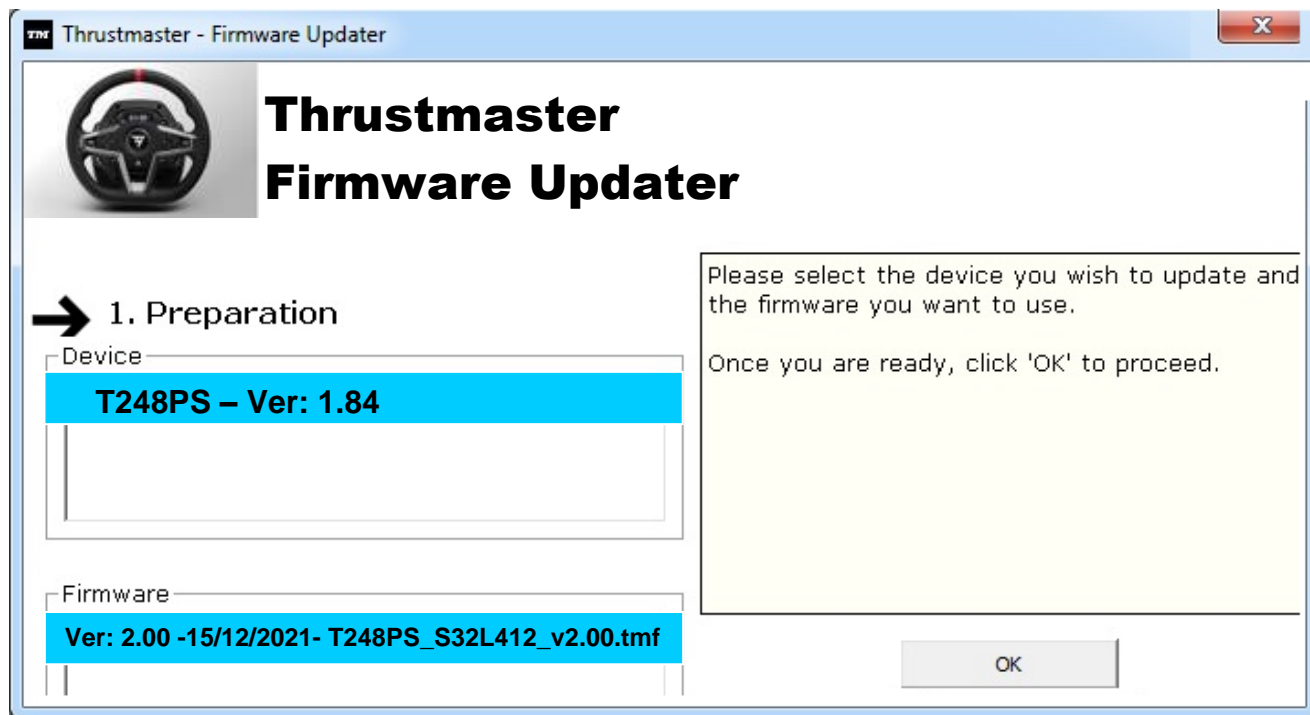 Thrustmaster - Firmware Updater
Thrustmaster
Firmware Updater
1. Preparation
Device
T248PS – Ver: 1.84
Firmware
Ver: 2.00 -15/12/2021- T248PS_S32L412_v2.00.tmf
Please select the device you wish to update and
the firmware you want to use.
Once you are ready, click 'OK' to proceed.
OK